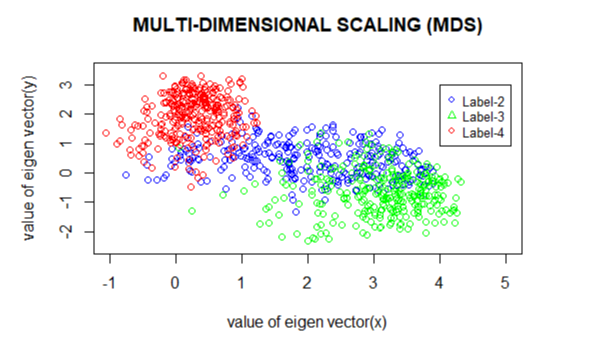 MULTI-DIMENSIONAL SCALING (MDS)
value of eigen vector(y)
3
2
1
0
-1
-2
Label-2
Label-3
Label-4
-1 0 1 2 3 4 5
value of eigen vector(x)